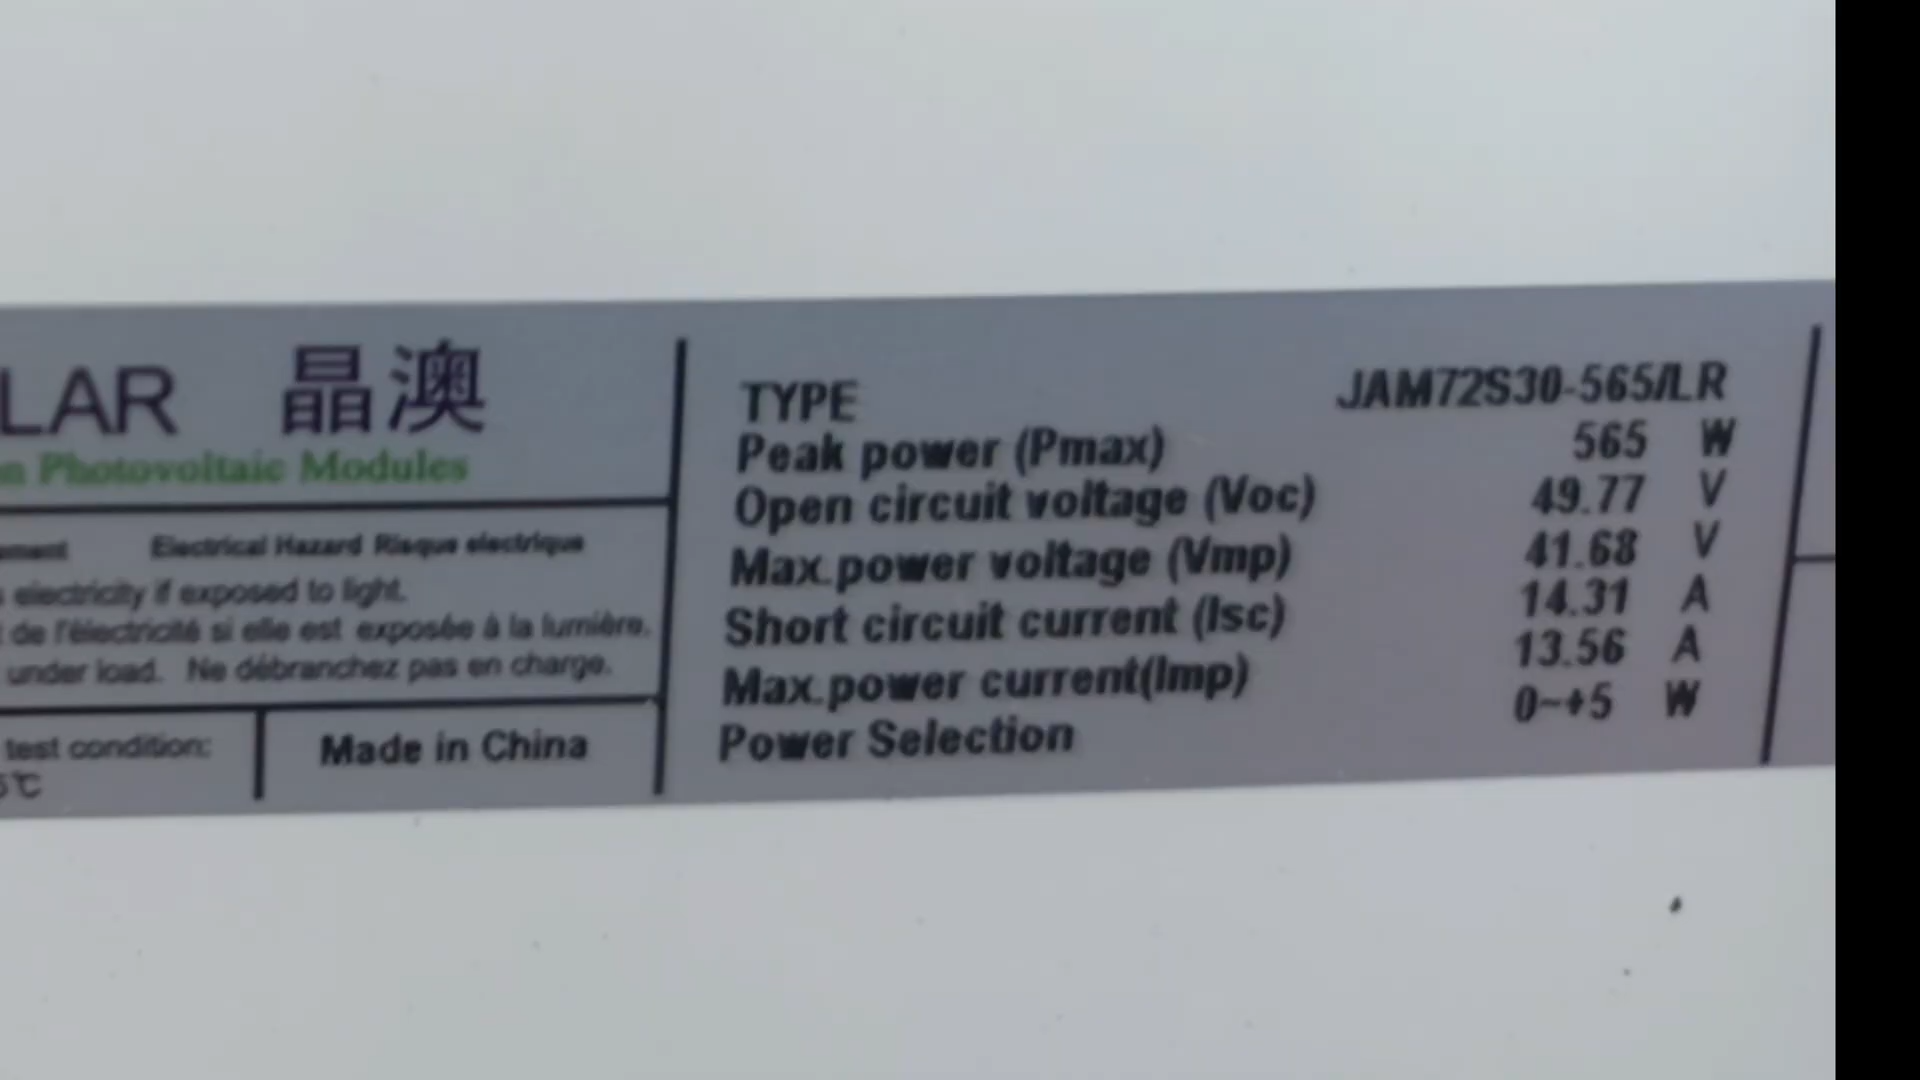 LAR 晶澳
Photovoltaic Modules
Electrical Hazard Risque electrique
electricity if exposed to light.
de l'électricité si elle est exposée à la lumière.
under load. Ne débranchez pas en charge.
test condition:
5℃
Made in China
TYPE JAM72S30-565/LR
Peak power (Pmax) 565 W
Open circuit voltage (Voc) 49.77 V
Max.power voltage (Vmp) 41.68 V
Short circuit current (Isc) 14.31 A
Max.power current(Imp) 13.56 A
Power Selection 0~+5 W